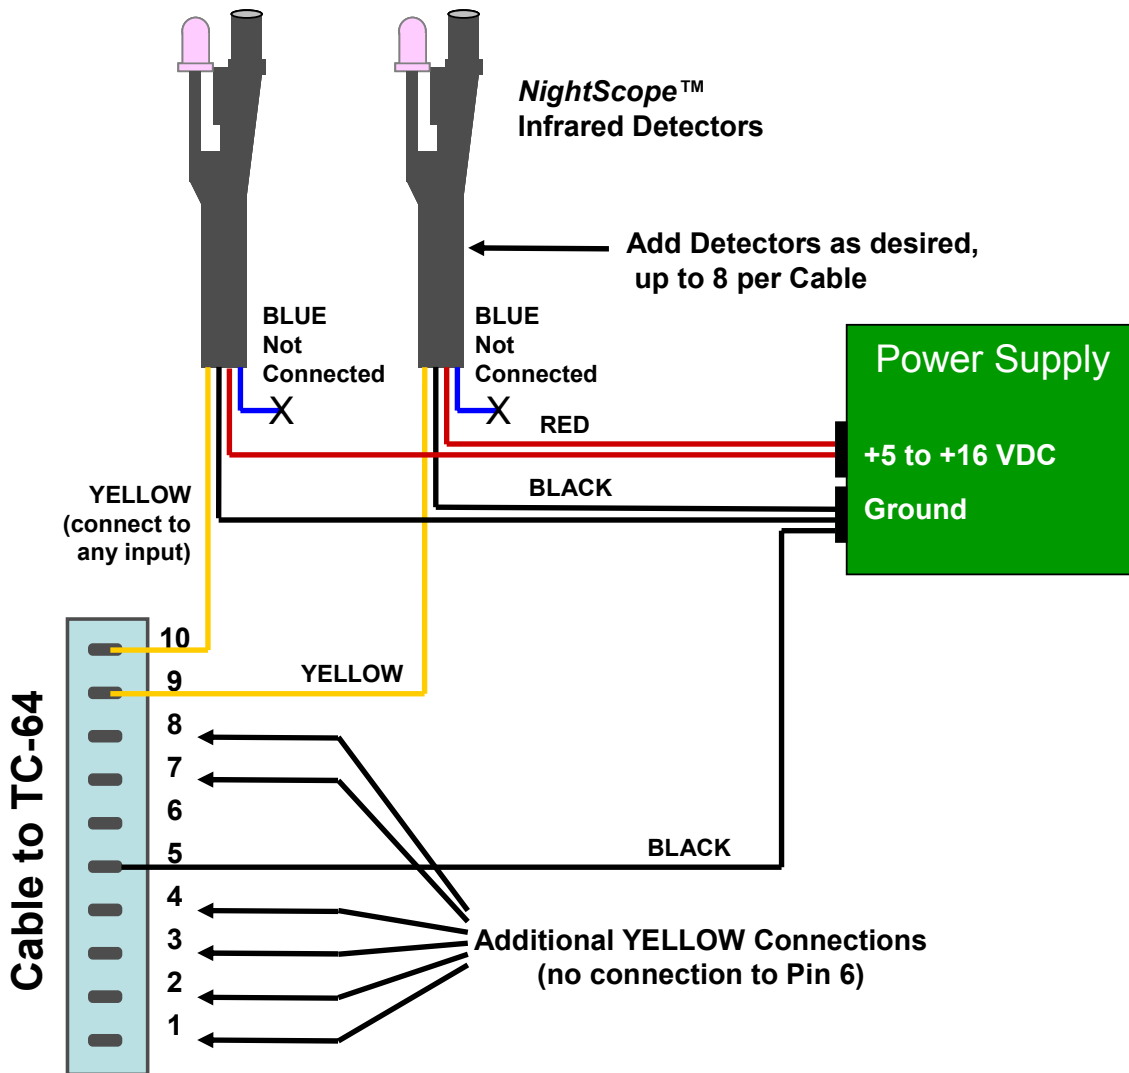 NightScope™
Infrared Detectors
Add Detectors as desired,
up to 8 per Cable
BLUE
Not
Connected
X
BLUE
Not
Connected
X
Power Supply
+5 to +16 VDC
Ground
RED
BLACK
YELLOW
(connect to
any input)
YELLOW
Cable to TC-64
10
9
8
7
6
5
4
3
2
1
BLACK
Additional YELLOW Connections
(no connection to Pin 6)